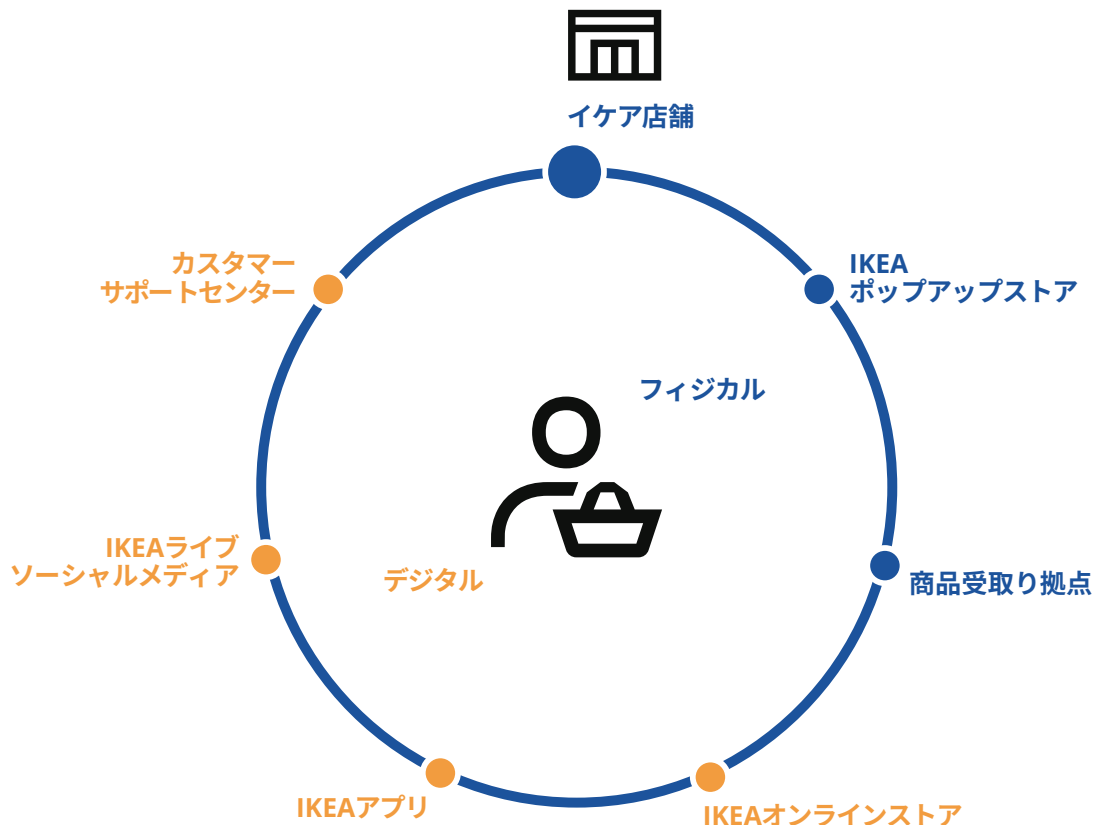 イケア店舗
カスタマー
サポートセンター
IKEA
ポップアップストア
フィジカル
IKEAライブ
ソーシャルメディア
デジタル
商品受取り拠点
IKEAアプリ
IKEAオンラインストア